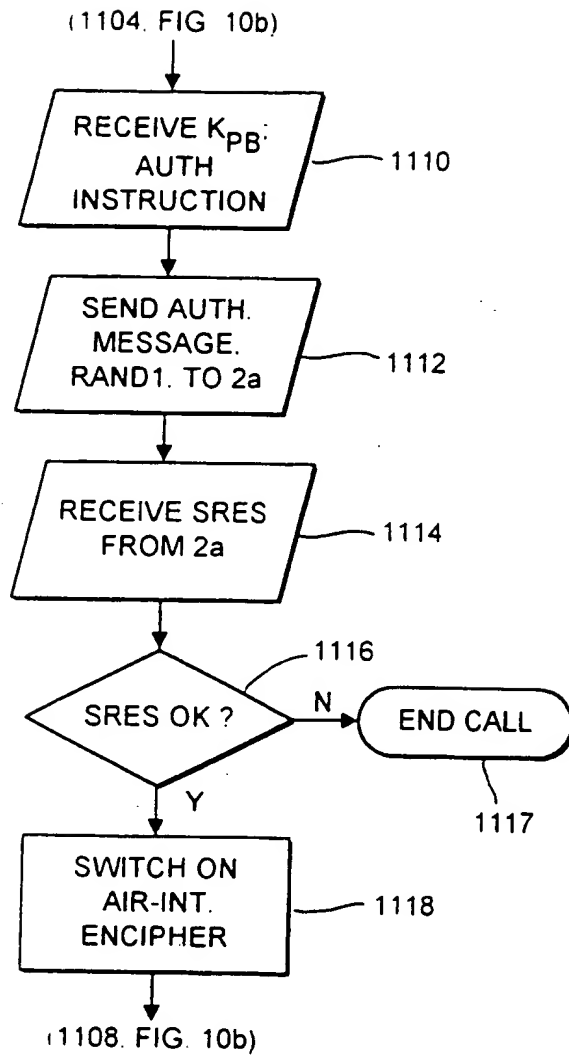 (1104. FIG 10b)
RECEIVE KPB;
AUTH
INSTRUCTION
1110
SEND AUTH.
MESSAGE.
RAND1. TO 2a
1112
RECEIVE SRES
FROM 2a
1114
1116
SRES OK ?
N
END CALL
1117
Y
SWITCH ON
AIR-INT.
ENCIPHER
1118
(1108. FIG. 10b)